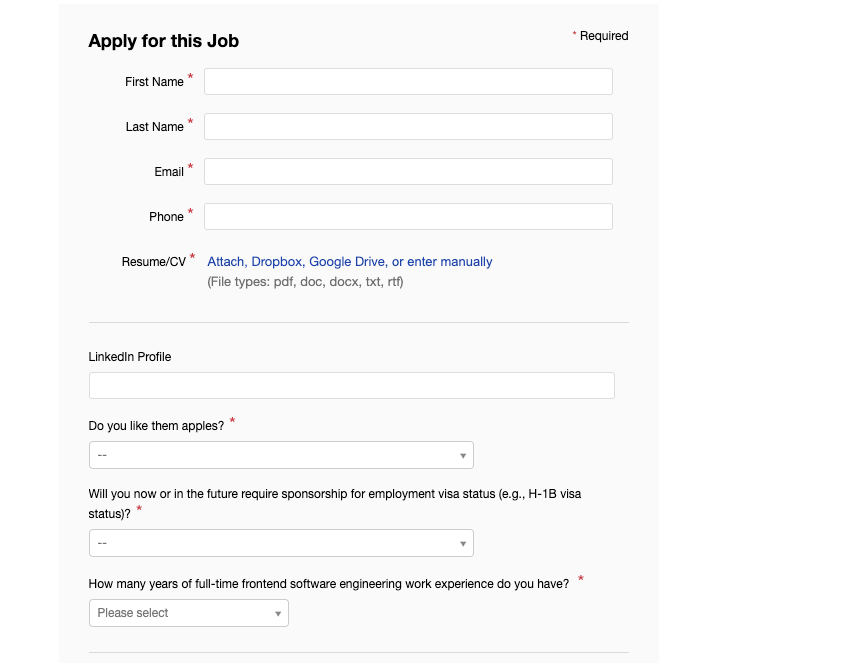 Apply for this Job
* Required
First Name *
Last Name *
Email *
Phone *
Resume/CV * Attach, Dropbox, Google Drive, or enter manually
(File types: pdf, doc, docx, txt, rtf)
LinkedIn Profile
Do you like them apples? *
--
Will you now or in the future require sponsorship for employment visa status (e.g., H-1B visa
status)? *
--
How many years of full-time frontend software engineering work experience do you have? *
Please select